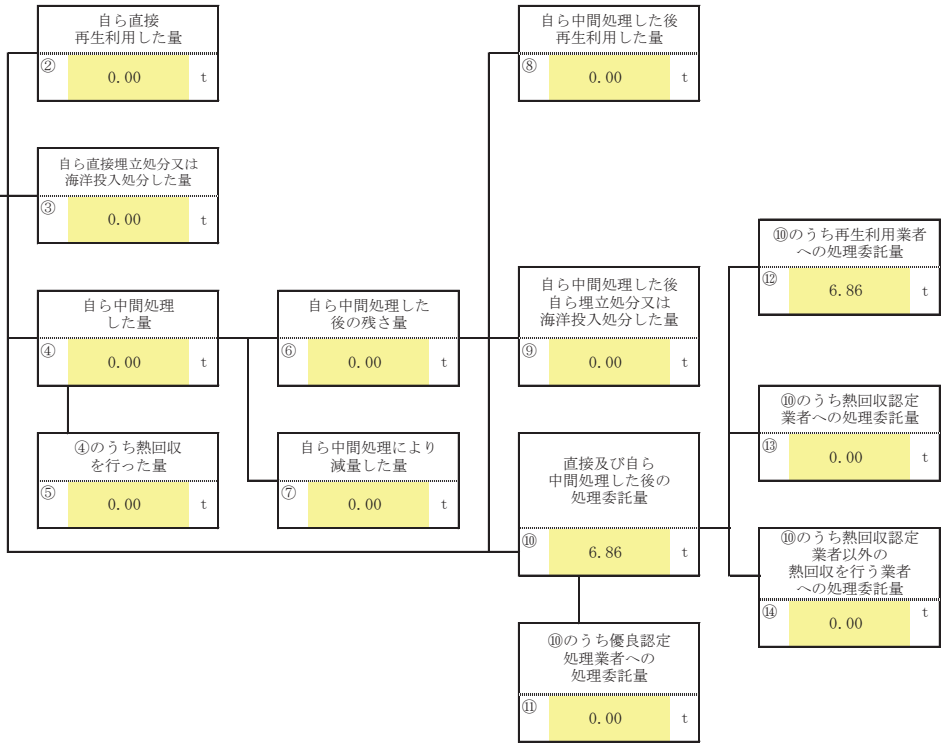 自ら直接
再生利用した量
②
0.00
t
自ら中間処理した後
再生利用した量
⑧
0.00
t
自ら直接埋立処分又は
海洋投入処分した量
③
0.00
t
⑩のうち再生利用業者
への処理委託量
⑫
6.86
t
自ら中間処理
した量
④
0.00
t
自ら中間処理した
後の残さ量
⑥
0.00
t
自ら中間処理した後
自ら埋立処分又は
海洋投入処分した量
⑨
0.00
t
⑩のうち熱回収認定
業者への処理委託量
⑬
0.00
t
④のうち熱回収
を行った量
⑤
0.00
t
自ら中間処理により
減量した量
⑦
0.00
t
直接及び自ら
中間処理した後の
処理委託量
⑩
6.86
t
⑩のうち熱回収認定
業者以外の
熱回収を行う業者
への処理委託量
⑭
0.00
t
⑩のうち優良認定
処理業者への
処理委託量
⑪
0.00
t